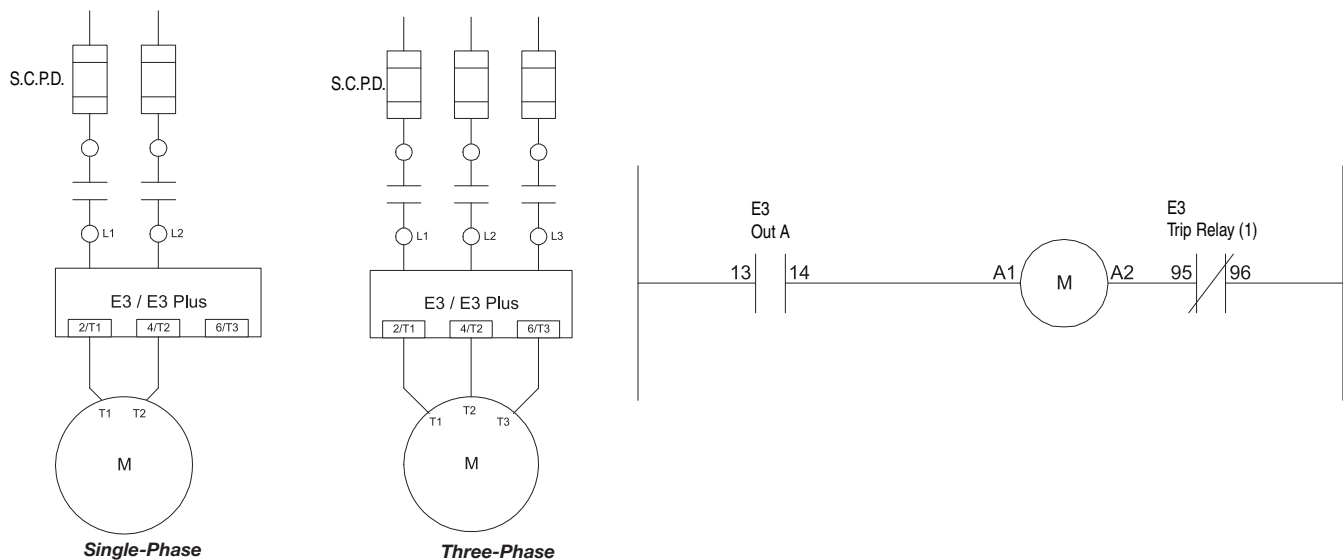 S.C.P.D.
L1 L2
E3 / E3 Plus
2/T1 4/T2 6/T3
T1 T2
M
Single-Phase
S.C.P.D.
L1 L2 L3
E3 / E3 Plus
2/T1 4/T2 6/T3
T1 T2 T3
M
Three-Phase
E3
Out A
13 14
A1 M A2
E3
Trip Relay (1)
95 96